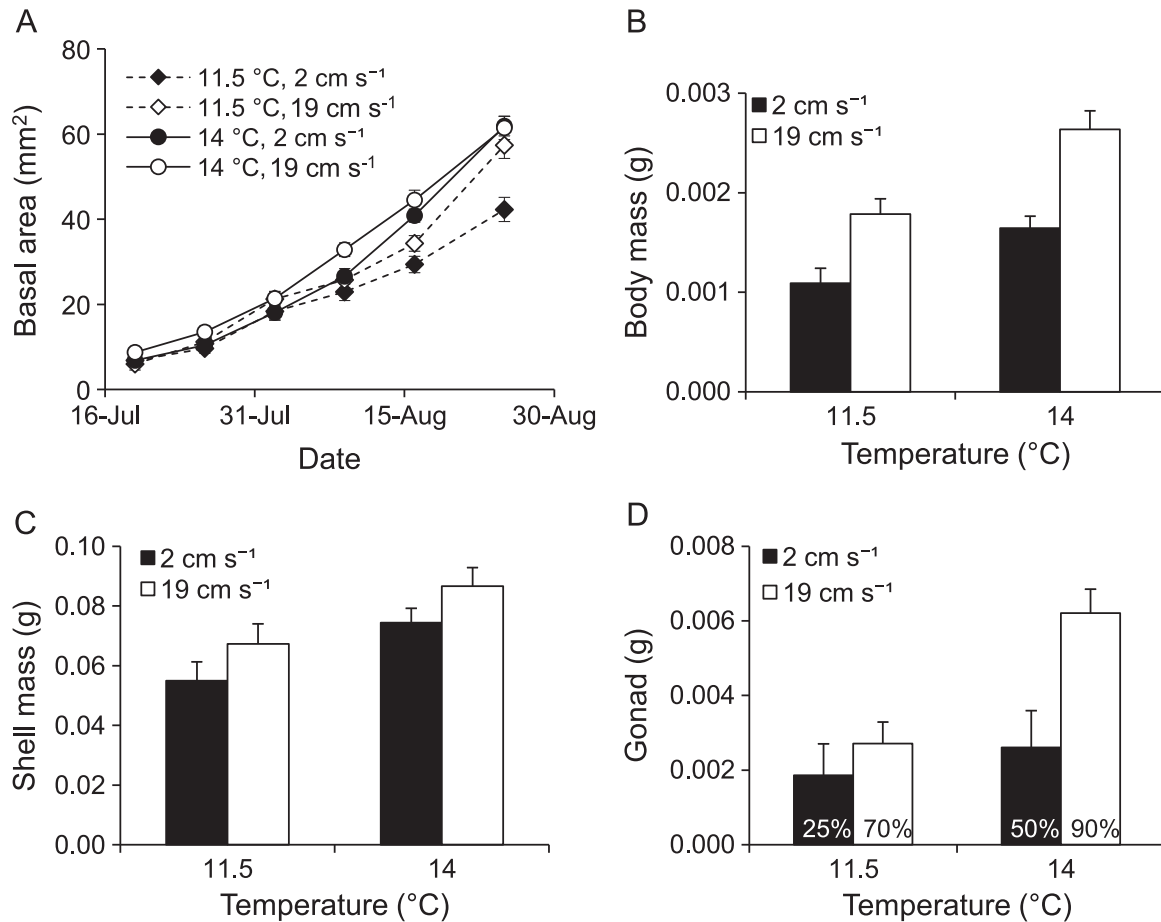 A
80
60
40
20
0
Basal area (mm²)
11.5 °C, 2 cm s⁻¹
11.5 °C, 19 cm s⁻¹
14 °C, 2 cm s⁻¹
14 °C, 19 cm s⁻¹
16-Jul 31-Jul 15-Aug 30-Aug
Date
B
0.003
0.002
0.001
0.000
Body mass (g)
2 cm s⁻¹
19 cm s⁻¹
11.5 14
Temperature (°C)
C
0.10
0.08
0.06
0.04
0.02
0.00
Shell mass (g)
2 cm s⁻¹
19 cm s⁻¹
11.5 14
Temperature (°C)
D
0.008
0.006
0.004
0.002
0.000
Gonad (g)
2 cm s⁻¹
19 cm s⁻¹
25% 70% 50% 90%
11.5 14
Temperature (°C)